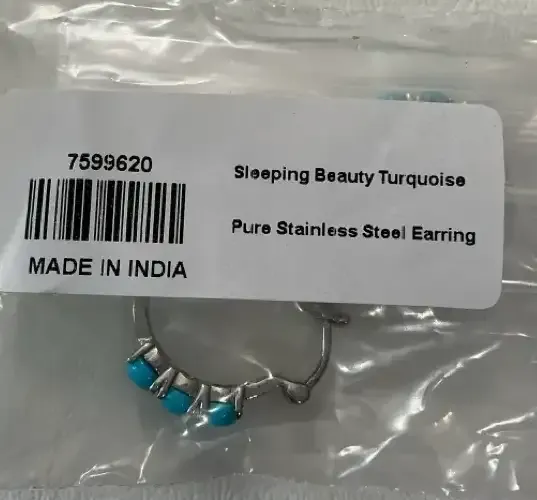 7599620
MADE IN INDIA
Sleeping Beauty Turquoise
Pure Stainless Steel Earring